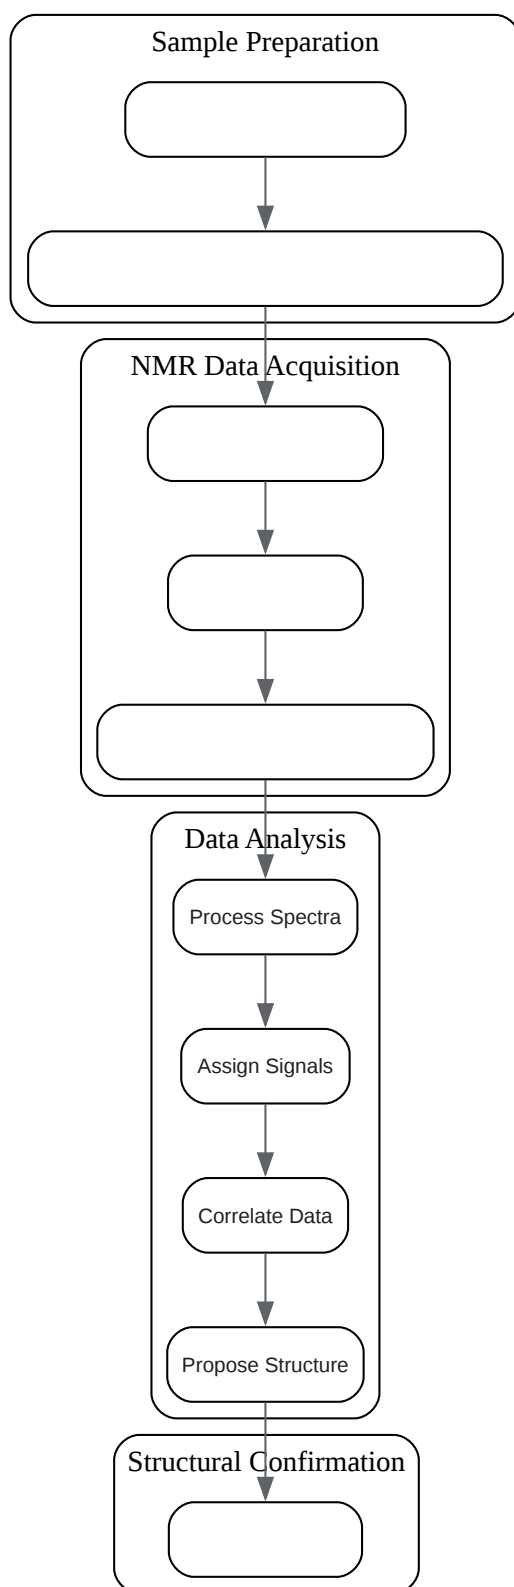 Sample Preparation
NMR Data Acquisition
Data Analysis
Process Spectra
Assign Signals
Correlate Data
Propose Structure
Structural Confirmation